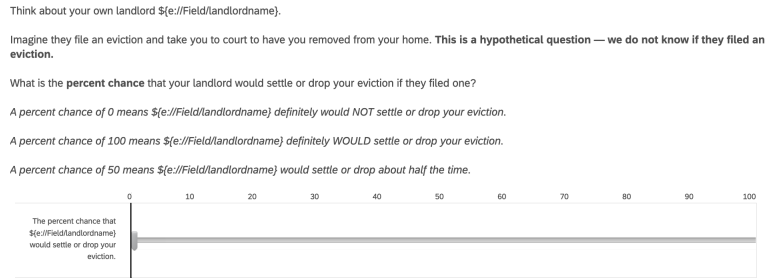 Think about your own landlord ${e://Field/landlordname}.
Imagine they file an eviction and take you to court to have you removed from your home. This is a hypothetical question — we do not know if they filed an
eviction.
What is the percent chance that your landlord would settle or drop your eviction if they filed one?
A percent chance of 0 means ${e://Field/landlordname} definitely would NOT settle or drop your eviction.
A percent chance of 100 means ${e://Field/landlordname} definitely WOULD settle or drop your eviction.
A percent chance of 50 means ${e://Field/landlordname} would settle or drop about half the time.
0 10 20 30 40 50 60 70 80 90 100
The percent chance that
${e://Field/landlordname}
would settle or drop your
eviction.